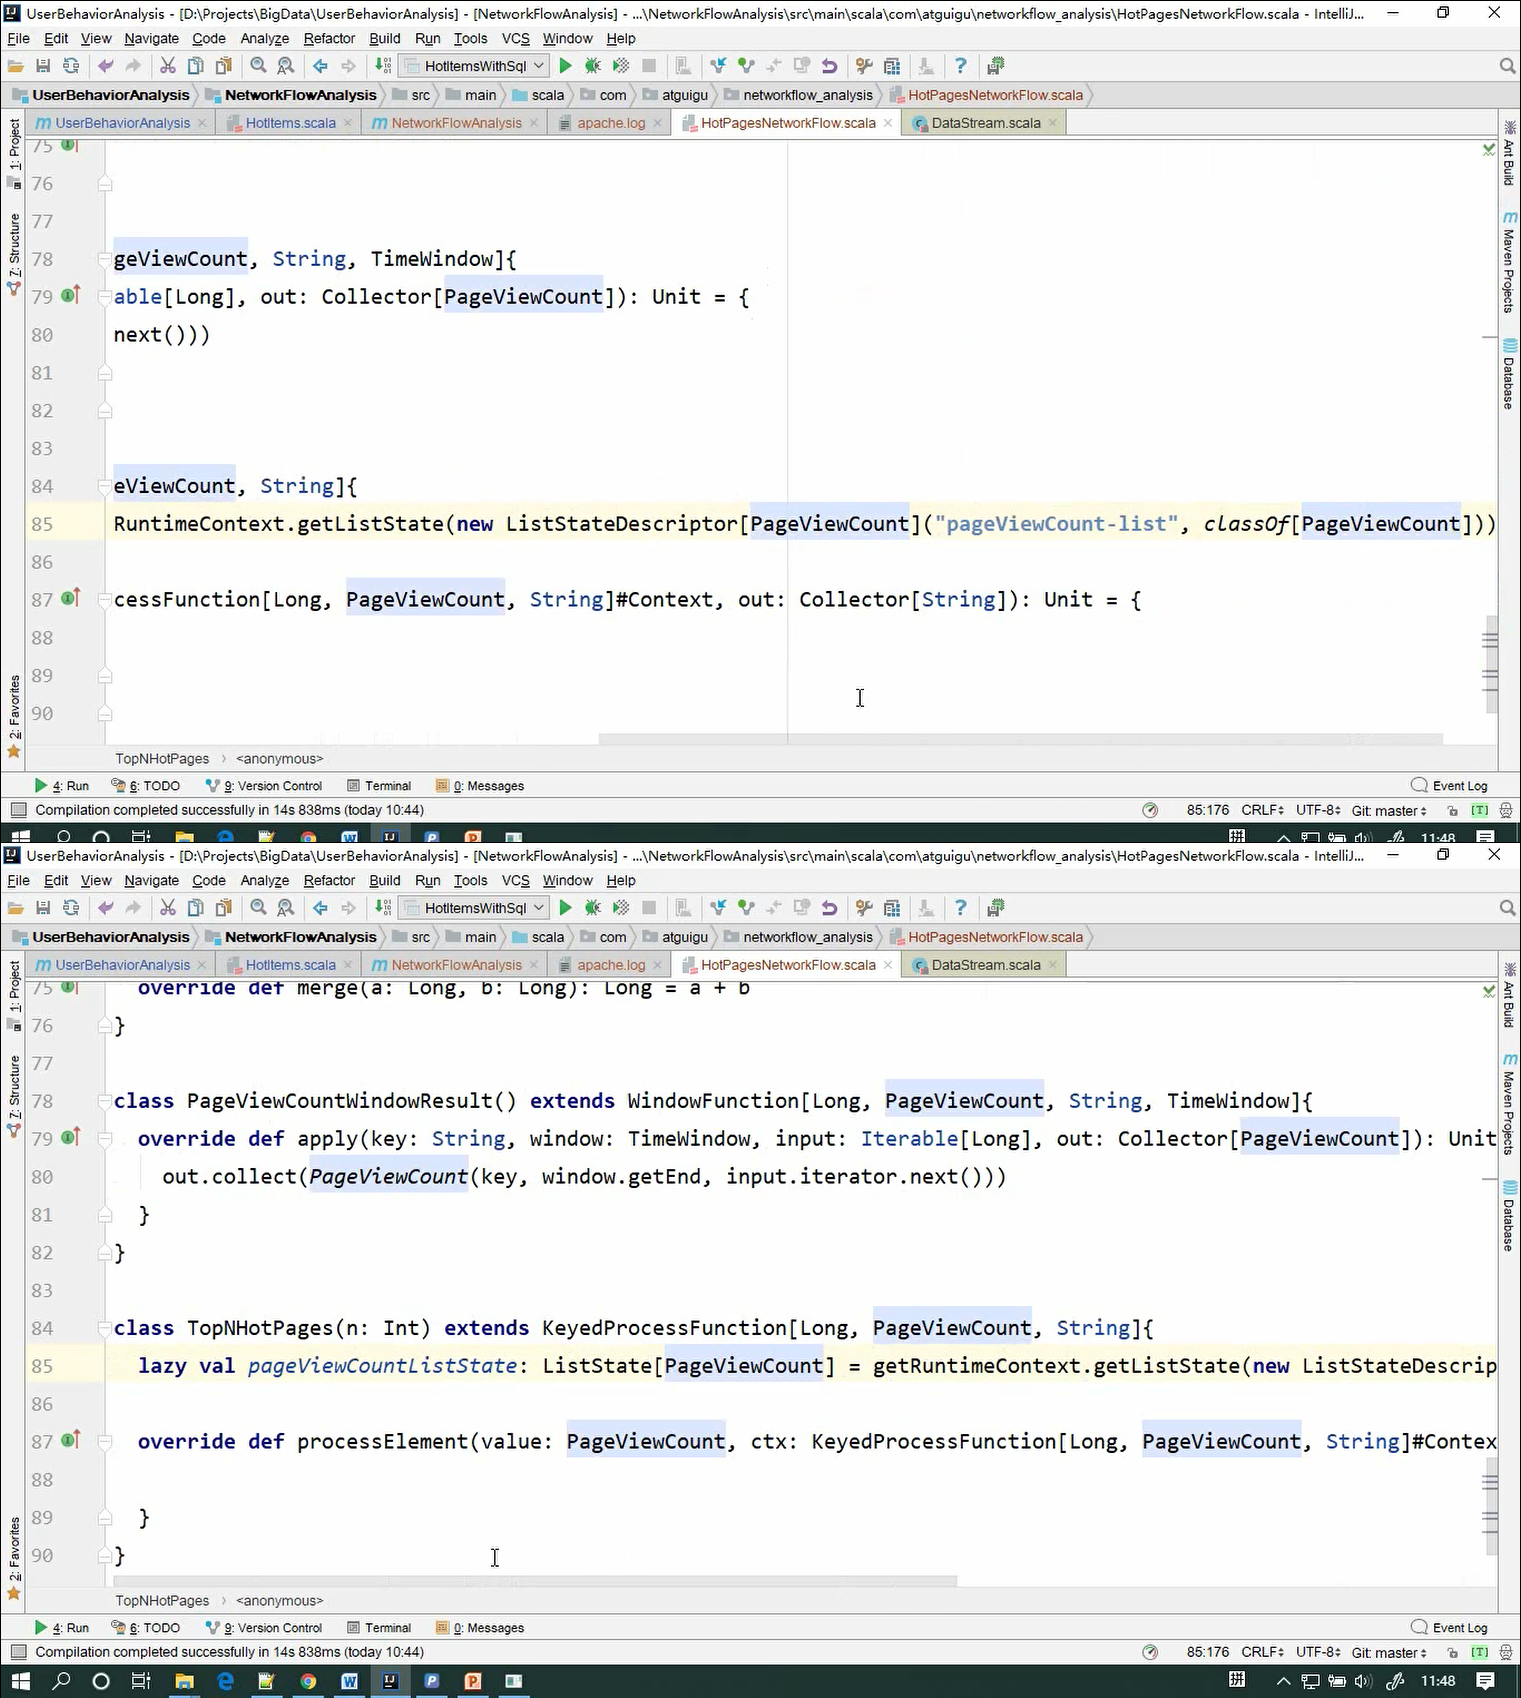 UserBehaviorAnalysis - [D:\Projects\BigData\UserBehaviorAnalysis] - [NetworkFlowAnalysis] - ...\NetworkFlowAnalysis\src\main\scala\com\atguigu\networkflow_analysis\HotPagesNetworkFlow.scala - IntelliJ...
File Edit View Navigate Code Analyze Refactor Build Run Tools VCS Window Help
HotItemsWithSql
UserBehaviorAnalysis NetworkFlowAnalysis src main scala com atguigu networkflow_analysis HotPagesNetworkFlow.scala
UserBehaviorAnalysis HotItems.scala NetworkFlowAnalysis apache.log HotPagesNetworkFlow.scala DataStream.scala
1: Project
7: Structure
2: Favorites
Ant Build
Maven Projects
Database
75
76
77
78 geViewCount, String, TimeWindow]{
79 able[Long], out: Collector[PageViewCount]): Unit = {
80 next()))
81
82
83
84 eViewCount, String]{
85 RuntimeContext.getListState(new ListStateDescriptor[PageViewCount]("pageViewCount-list", classOf[PageViewCount]))
86
87 cessFunction[Long, PageViewCount, String]#Context, out: Collector[String]): Unit = {
88
89
90
TopNHotPages › <anonymous>
4: Run 6: TODO 9: Version Control Terminal 0: Messages Event Log
Compilation completed successfully in 14s 838ms (today 10:44) 85:176 CRLF UTF-8 Git: master [T]
拼 11:48
UserBehaviorAnalysis - [D:\Projects\BigData\UserBehaviorAnalysis] - [NetworkFlowAnalysis] - ...\NetworkFlowAnalysis\src\main\scala\com\atguigu\networkflow_analysis\HotPagesNetworkFlow.scala - IntelliJ...
File Edit View Navigate Code Analyze Refactor Build Run Tools VCS Window Help
HotItemsWithSql
UserBehaviorAnalysis NetworkFlowAnalysis src main scala com atguigu networkflow_analysis HotPagesNetworkFlow.scala
UserBehaviorAnalysis HotItems.scala NetworkFlowAnalysis apache.log HotPagesNetworkFlow.scala DataStream.scala
1: Project
7: Structure
2: Favorites
Ant Build
Maven Projects
Database
75 override def merge(a: Long, b: Long): Long = a + b
76 }
77
78 class PageViewCountWindowResult() extends WindowFunction[Long, PageViewCount, String, TimeWindow]{
79 override def apply(key: String, window: TimeWindow, input: Iterable[Long], out: Collector[PageViewCount]): Unit
80 out.collect(PageViewCount(key, window.getEnd, input.iterator.next()))
81 }
82 }
83
84 class TopNHotPages(n: Int) extends KeyedProcessFunction[Long, PageViewCount, String]{
85 lazy val pageViewCountListState: ListState[PageViewCount] = getRuntimeContext.getListState(new ListStateDescrip
86
87 override def processElement(value: PageViewCount, ctx: KeyedProcessFunction[Long, PageViewCount, String]#Contex
88
89 }
90 }
TopNHotPages › <anonymous>
4: Run 6: TODO 9: Version Control Terminal 0: Messages Event Log
Compilation completed successfully in 14s 838ms (today 10:44) 85:176 CRLF UTF-8 Git: master [T]
拼 11:48